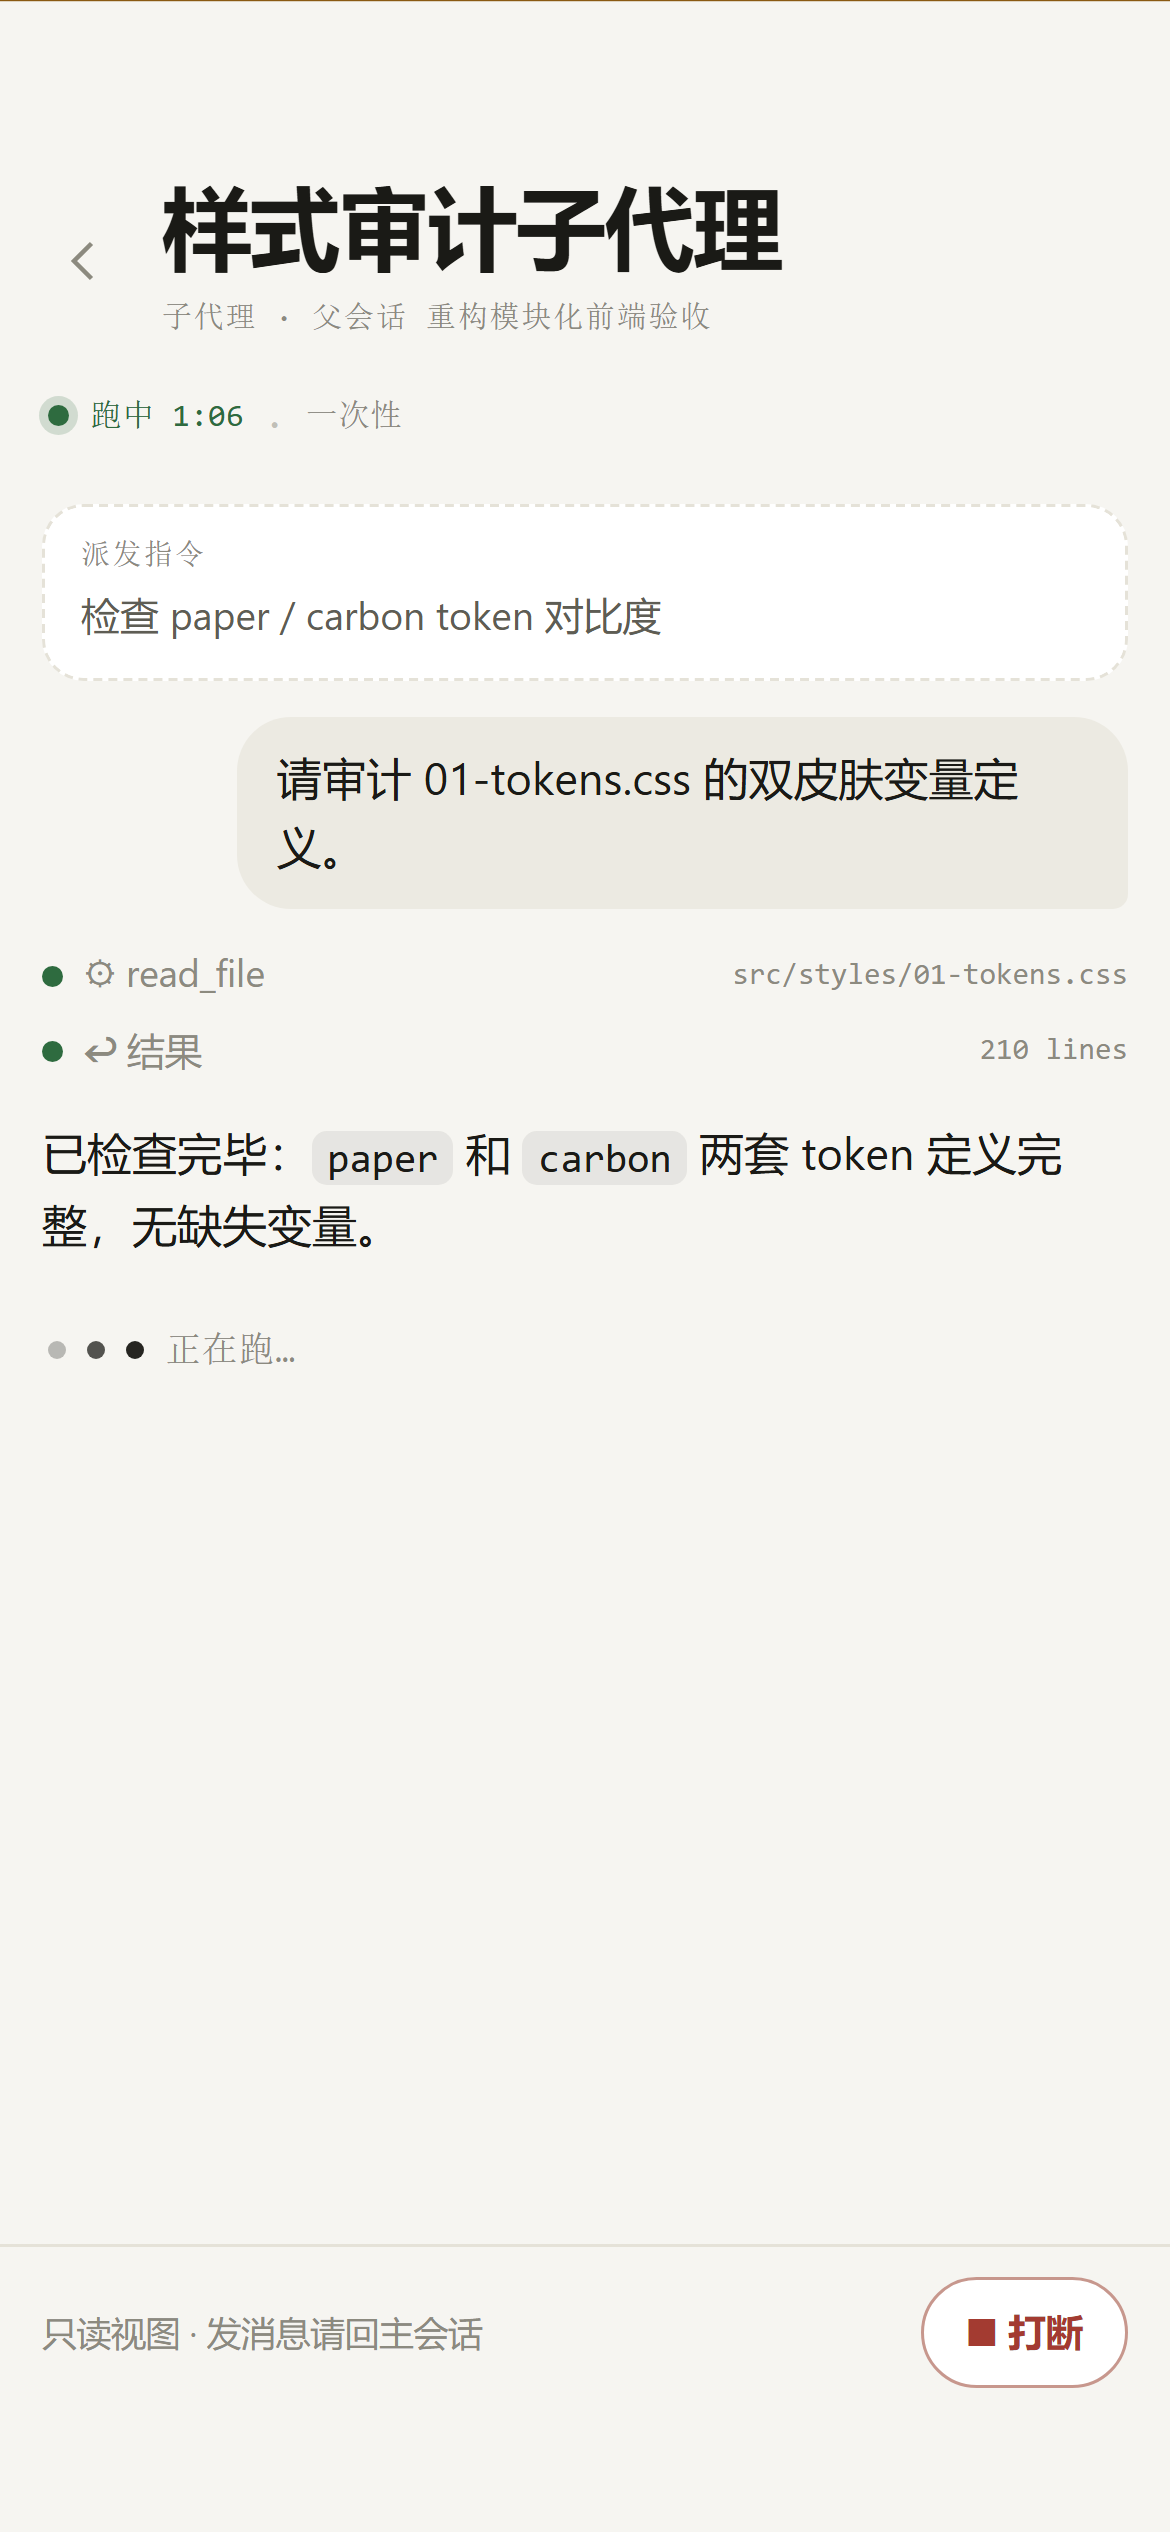 样式审计子代理
子代理 · 父会话 重构模块化前端验收
跑中 1:06 . 一次性
派发指令
检查 paper / carbon token 对比度
请审计 01-tokens.css 的双皮肤变量定
义。
read_file src/styles/01-tokens.css
结果 210 lines
已检查完毕： paper 和 carbon 两套 token 定义完
整，无缺失变量。
正在跑…
只读视图 · 发消息请回主会话
打断